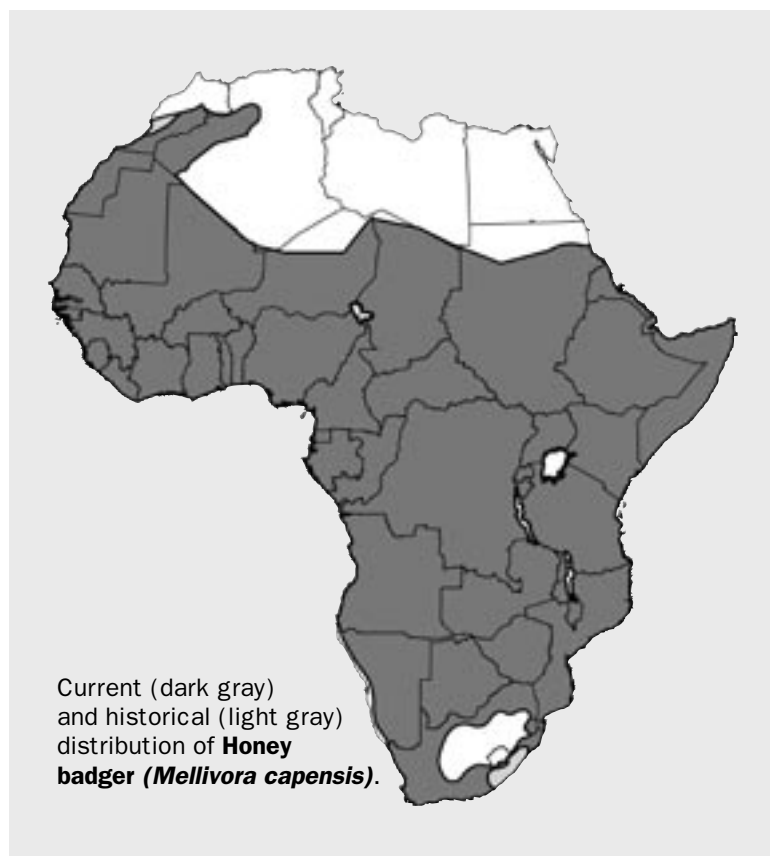 Current (dark gray)
and historical (light gray)
distribution of Honey
badger (Mellivora capensis).